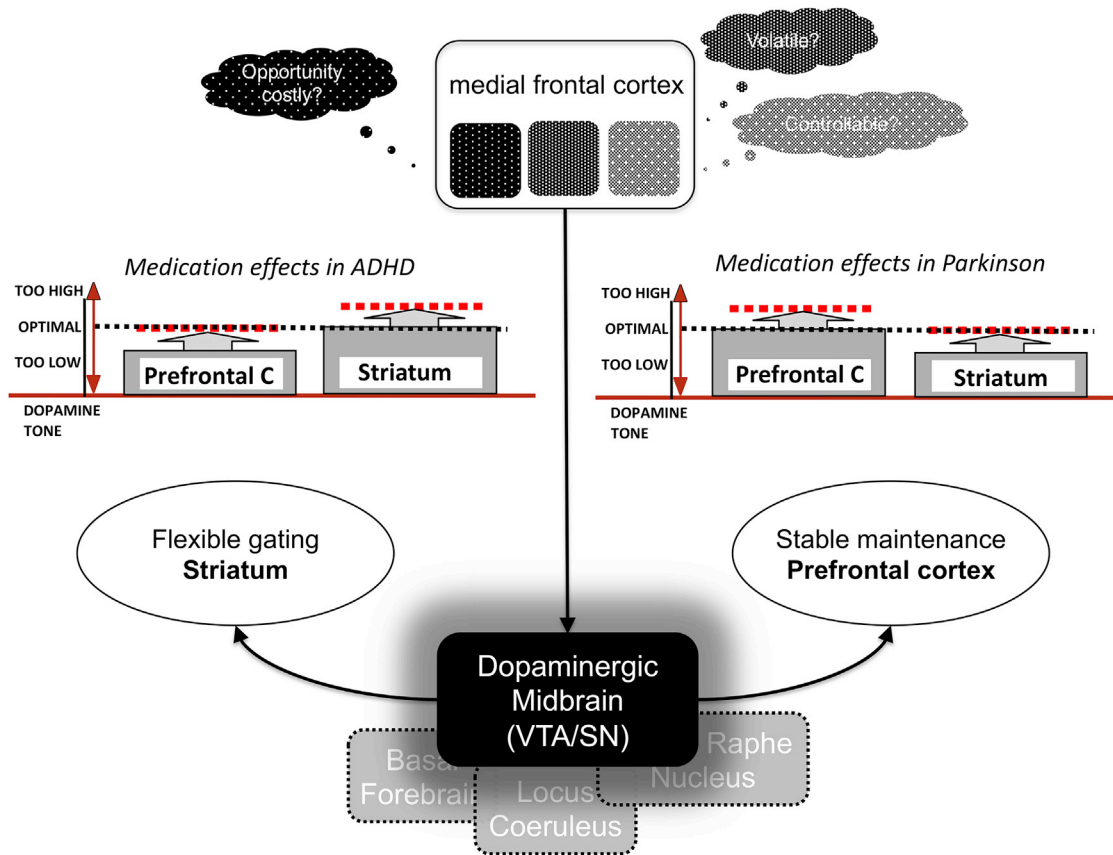 Opportunity
costly?
medial frontal cortex
Volatile?
Controllable?
Medication effects in ADHD
TOO HIGH
OPTIMAL
TOO LOW
DOPAMINE
TONE
Prefrontal C
Striatum
Medication effects in Parkinson
TOO HIGH
OPTIMAL
TOO LOW
DOPAMINE
TONE
Prefrontal C
Striatum
Flexible gating
Striatum
Stable maintenance
Prefrontal cortex
Dopaminergic
Midbrain
(VTA/SN)
Basal
Forebrain
Locus
Coeruleus
Raphe
Nucleus